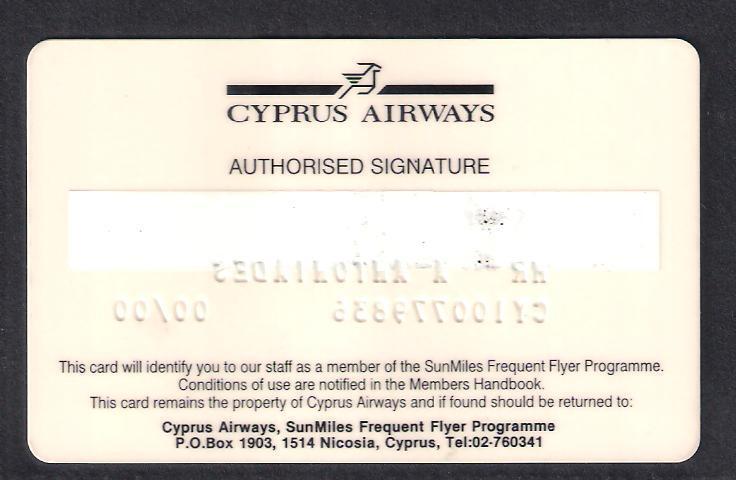 CYPRUS AIRWAYS
AUTHORISED SIGNATURE
MR
00/00
This card will identify you to our staff as a member of the SunMiles Frequent Flyer Programme.
Conditions of use are notified in the Members Handbook.
This card remains the property of Cyprus Airways and if found should be returned to:
Cyprus Airways, SunMiles Frequent Flyer Programme
P.O.Box 1903, 1514 Nicosia, Cyprus, Tel:02-760341